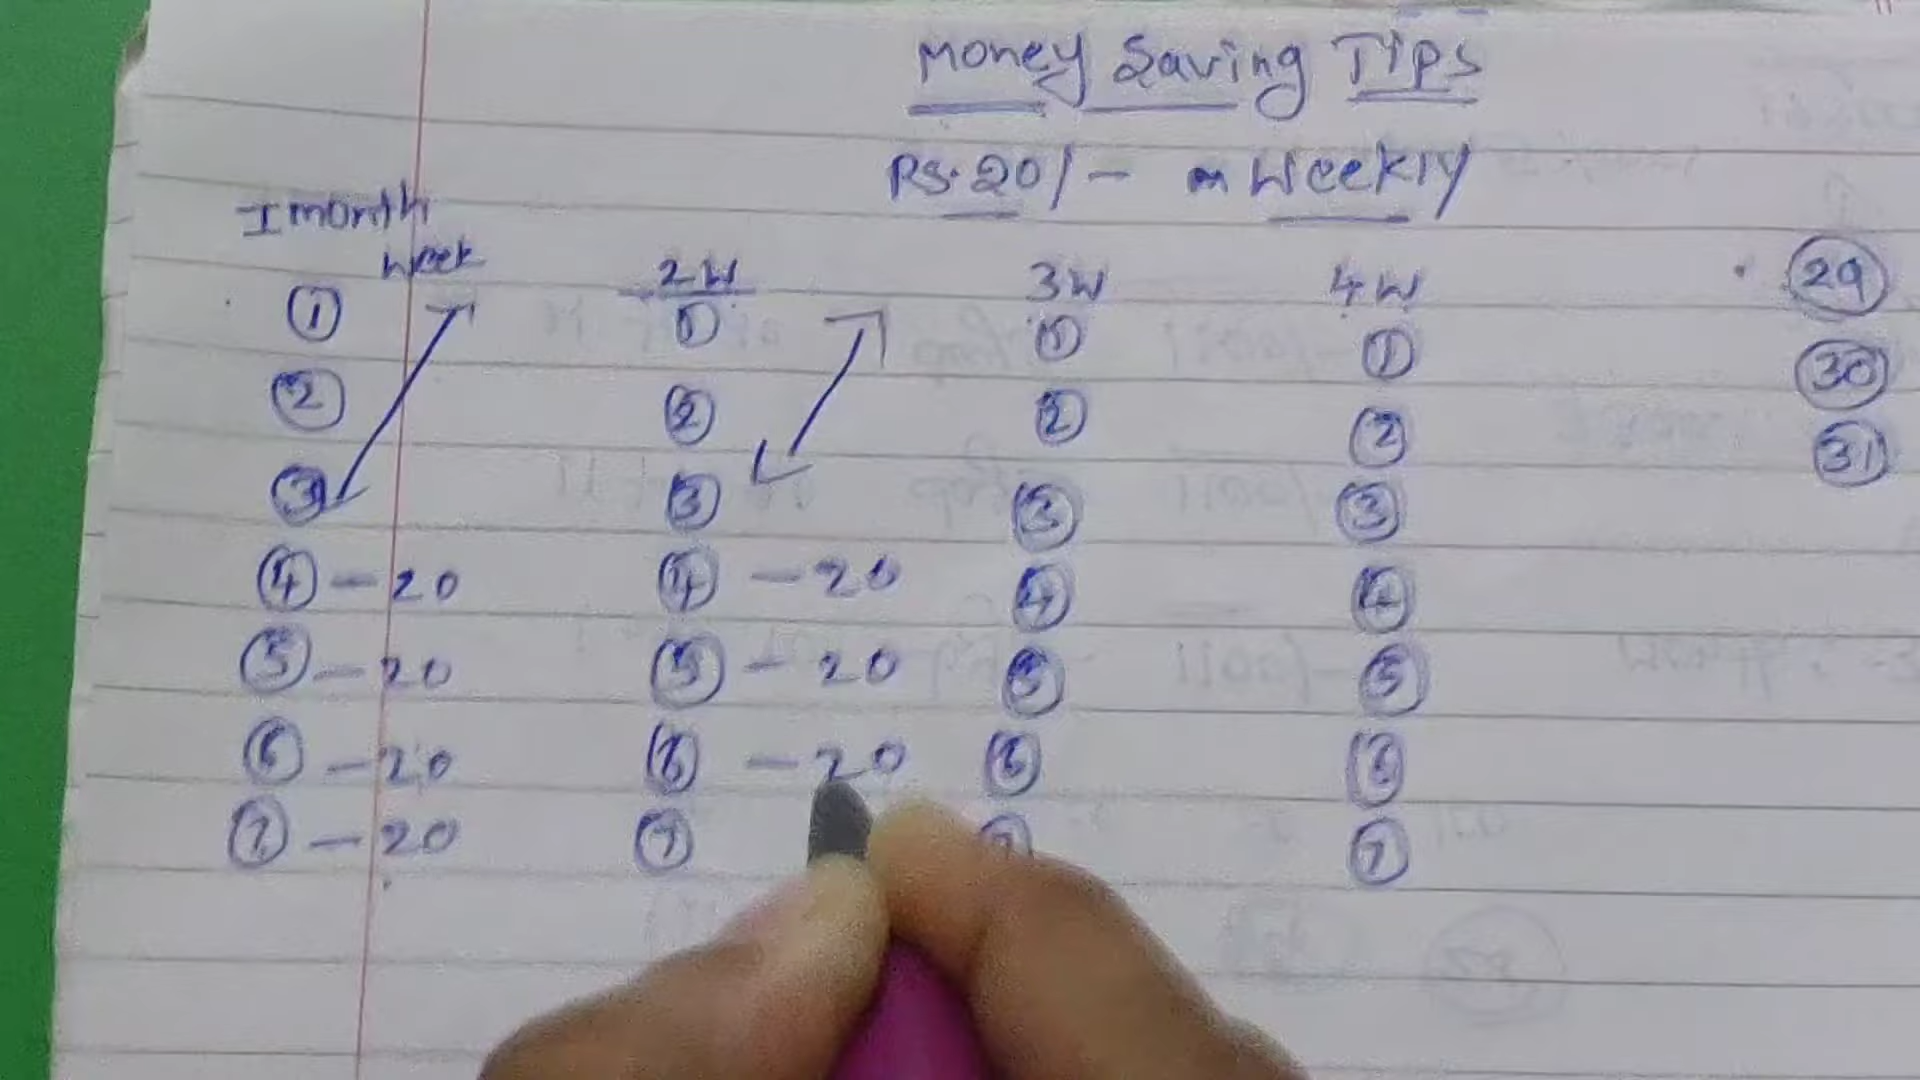 Money Saving Tips
Rs.20/- Weekly
I month
Week 2W 3W 4W
1 1 1 1 29
2 2 2 2 30
3 3 3 3 31
4 - 20 4 - 20 4 4
5 - 20 5 - 20 5 5
6 - 20 6 - 20 6 6
7 - 20 7 7 7